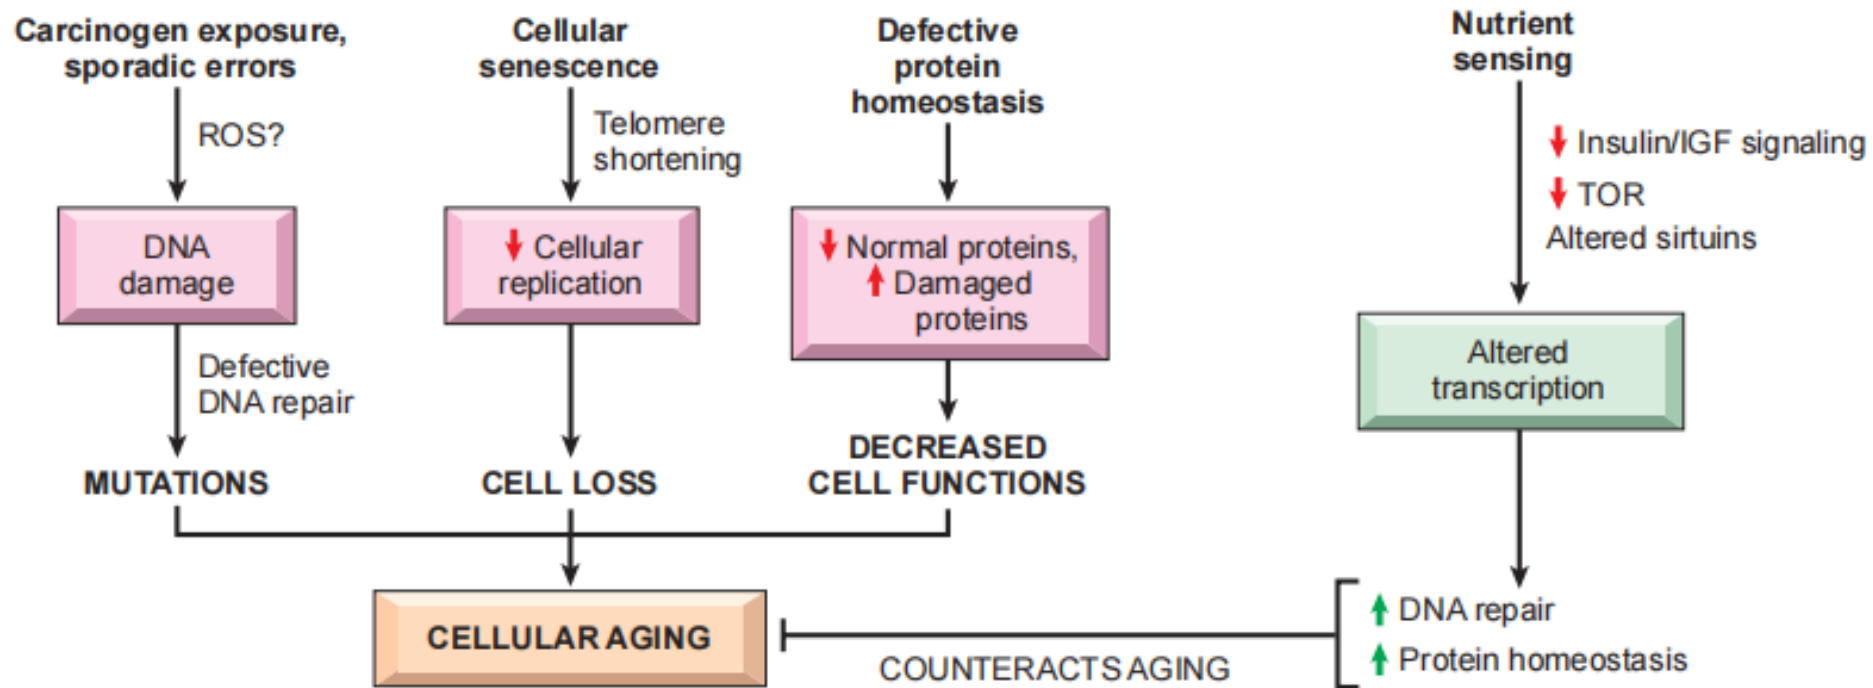 Carcinogen exposure,
sporadic errors
ROS?
DNA
damage
Defective
DNA repair
MUTATIONS
Cellular
senescence
Telomere
shortening
↓ Cellular
replication
CELL LOSS
Defective
protein
homeostasis
↓ Normal proteins,
↑ Damaged
proteins
DECREASED
CELL FUNCTIONS
CELLULAR AGING
Nutrient
sensing
↓ Insulin/IGF signaling
↓ TOR
Altered sirtuins
Altered
transcription
↑ DNA repair
↑ Protein homeostasis
COUNTERACTS AGING